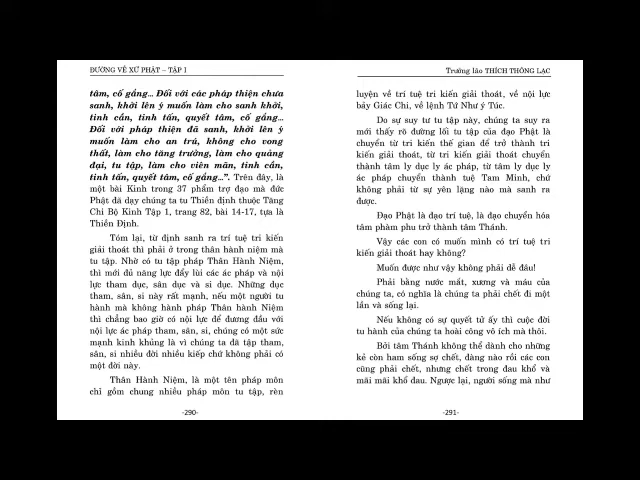 ĐƯỜNG VỀ XỨ PHẬT – TẬP I
tâm, cố gắng... Đối với các pháp thiện chưa
sanh, khởi lên ý muốn làm cho sanh khởi,
tinh cần, tinh tấn, quyết tâm, cố gắng...
Đối với pháp thiện đã sanh, khởi lên ý
muốn làm cho an trú, không cho vong
thất, làm cho tăng trưởng, làm cho quảng
đại, tu tập, làm cho viên mãn, tinh cần,
tinh tấn, quyết tâm, cố gắng...”. Trên đây, là
một bài Kinh trong 37 phẩm trợ đạo mà đức
Phật đã dạy chúng ta tu Thiền định thuộc Tăng
Chi Bộ Kinh Tập 1, trang 82, bài 14-17, tựa là
Thiền Định.
Tóm lại, từ định sanh ra trí tuệ tri kiến
giải thoát thì phải ở trong thân hành niệm mà
tu tập. Nhờ có tu tập pháp Thân Hành Niệm,
thì mới đủ năng lực đẩy lùi các ác pháp và nội
lực tham dục, sân dục và si dục. Những dục
tham, sân, si này rất mạnh, nếu một người tu
hành mà không hành pháp Thân hành Niệm
thì chẳng bao giờ có nội lực để đương đầu với
nội lực ác pháp tham, sân, si, chúng có một sức
mạnh kinh khủng là vì chúng ta đã tập tham,
sân, si nhiều đời nhiều kiếp chứ không phải có
một đời này.
Thân Hành Niệm, là một tên pháp môn
chỉ gồm chung nhiều pháp môn tu tập, rèn
-290-
Trưởng lão THÍCH THÔNG LẠC
luyện về trí tuệ tri kiến giải thoát, về nội lực
bảy Giác Chi, về lệnh Tứ Như ý Túc.
Do sự suy tư tu tập này, chúng ta suy ra
mới thấy rõ đường lối tu tập của đạo Phật là
chuyển từ tri kiến thế gian để trở thành tri
kiến giải thoát, từ tri kiến giải thoát chuyển
thành tâm ly dục ly ác pháp, từ tâm ly dục ly
ác pháp chuyển thành tuệ Tam Minh, chứ
không phải từ sự yên lặng nào mà sanh ra
được.
Đạo Phật là đạo trí tuệ, là đạo chuyển hóa
tâm phàm phu trở thành tâm Thánh.
Vậy các con có muốn mình có trí tuệ tri
kiến giải thoát hay không?
Muốn được như vậy không phải dễ đâu!
Phải bằng nước mắt, xương và máu của
chúng ta, có nghĩa là chúng ta phải chết đi một
lần và sống lại.
Nếu không có sự quyết tử ấy thì cuộc đời
tu hành của chúng ta hoài công vô ích mà thôi.
Bởi tâm Thánh không thể dành cho những
kẻ còn ham sống sợ chết, đàng nào rồi các con
cũng phải chết, nhưng chết trong đau khổ và
mãi mãi khổ đau. Ngược lại, người sống mà như
-291-